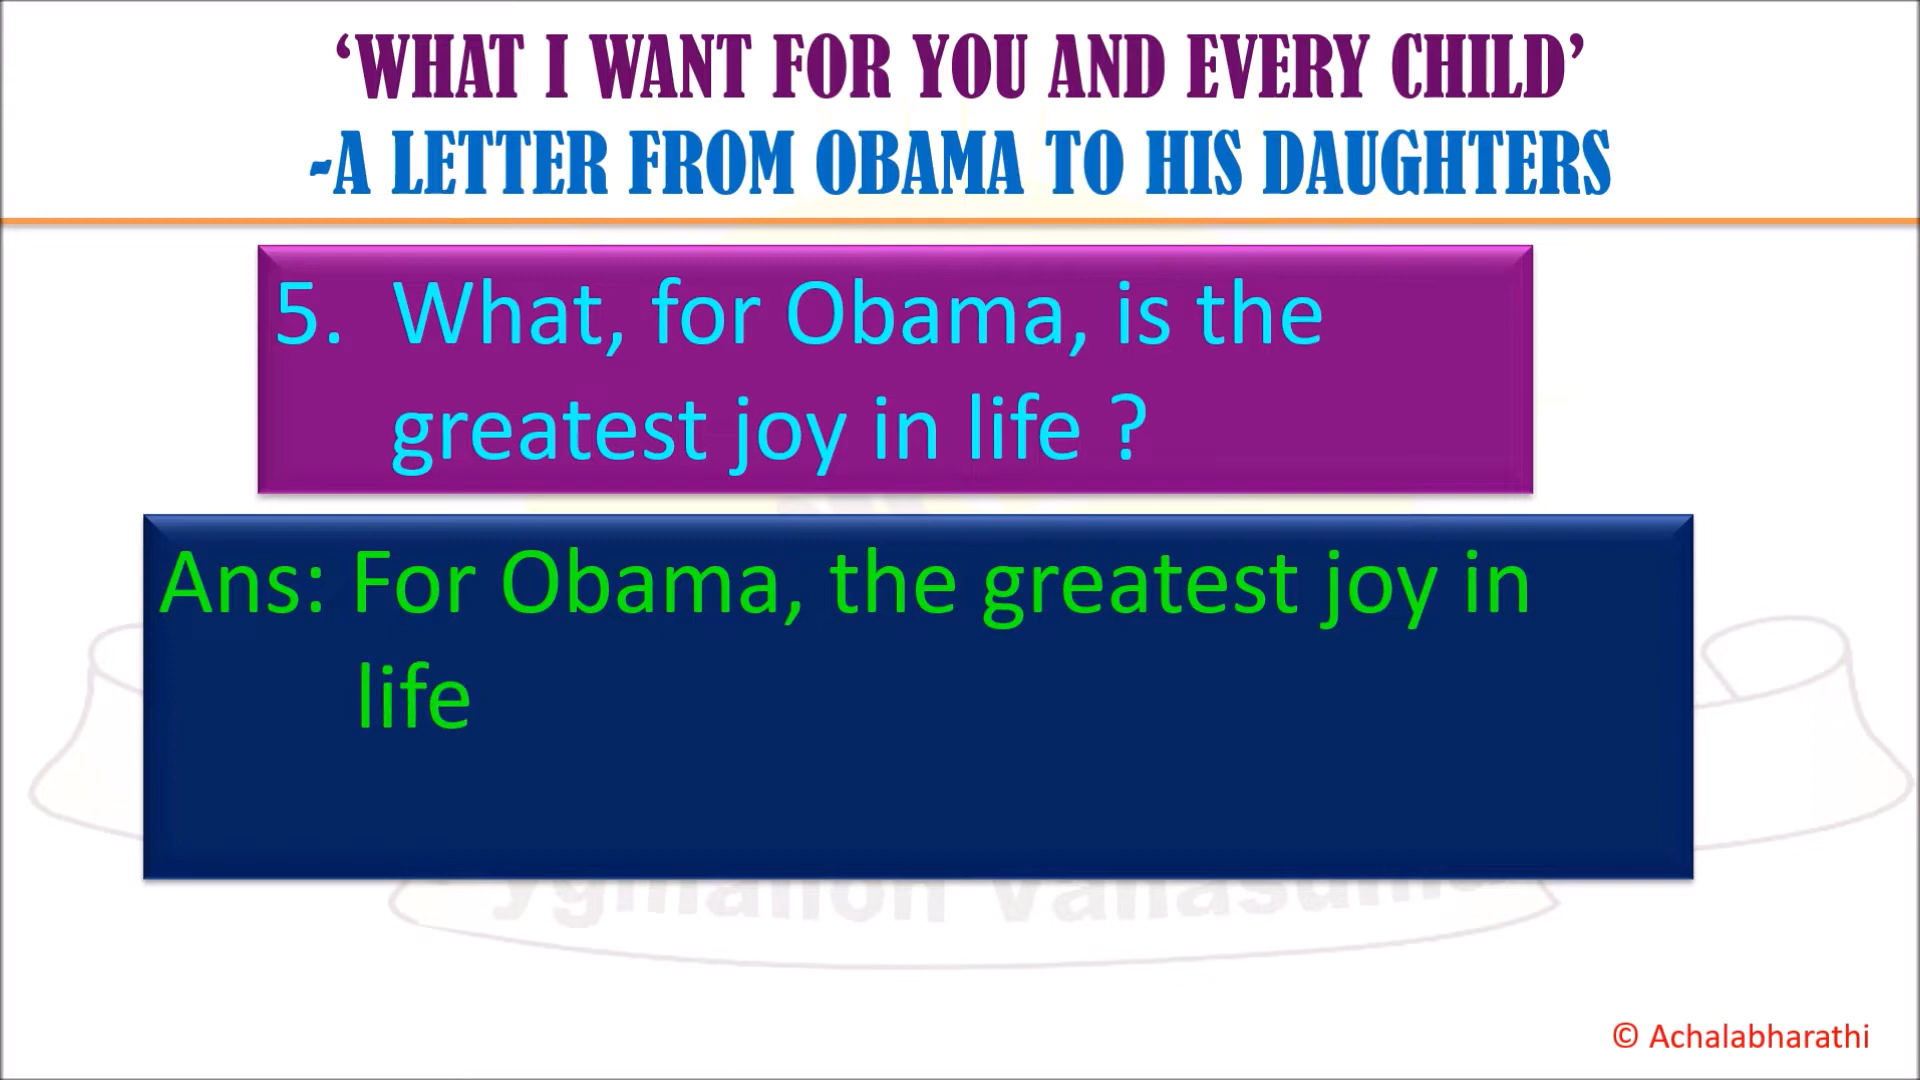 ‘WHAT I WANT FOR YOU AND EVERY CHILD’
-A LETTER FROM OBAMA TO HIS DAUGHTERS
5. What, for Obama, is the
greatest joy in life ?
Ans: For Obama, the greatest joy in
life
© Achalabharathi